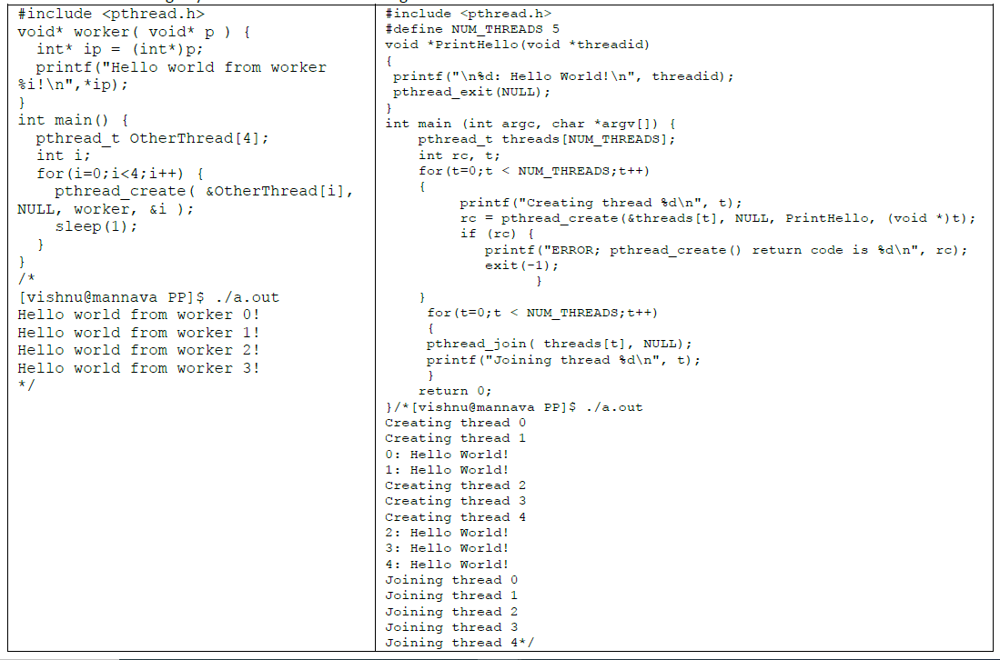 #include <pthread.h>
void* worker( void* p ) {
  int* ip = (int*)p;
  printf("Hello world from worker
%i!\n",*ip);
}
int main() {
  pthread_t OtherThread[4];
  int i;
  for(i=0;i<4;i++) {
    pthread_create( &OtherThread[i],
NULL, worker, &i );
    sleep(1);
  }
}
/*
[vishnu@mannava PP]$ ./a.out
Hello world from worker 0!
Hello world from worker 1!
Hello world from worker 2!
Hello world from worker 3!
*/
#include <pthread.h>
#define NUM_THREADS 5
void *PrintHello(void *threadid)
{
 printf("\n%d: Hello World!\n", threadid);
 pthread_exit(NULL);
}
int main (int argc, char *argv[]) {
    pthread_t threads[NUM_THREADS];
    int rc, t;
    for(t=0;t < NUM_THREADS;t++)
    {
         printf("Creating thread %d\n", t);
         rc = pthread_create(&threads[t], NULL, PrintHello, (void *)t);
         if (rc) {
            printf("ERROR; pthread_create() return code is %d\n", rc);
            exit(-1);
                  }
    }
     for(t=0;t < NUM_THREADS;t++)
     {
     pthread_join( threads[t], NULL);
     printf("Joining thread %d\n", t);
     }
    return 0;
}/*[vishnu@mannava PP]$ ./a.out
Creating thread 0
Creating thread 1
0: Hello World!
1: Hello World!
Creating thread 2
Creating thread 3
Creating thread 4
2: Hello World!
3: Hello World!
4: Hello World!
Joining thread 0
Joining thread 1
Joining thread 2
Joining thread 3
Joining thread 4*/